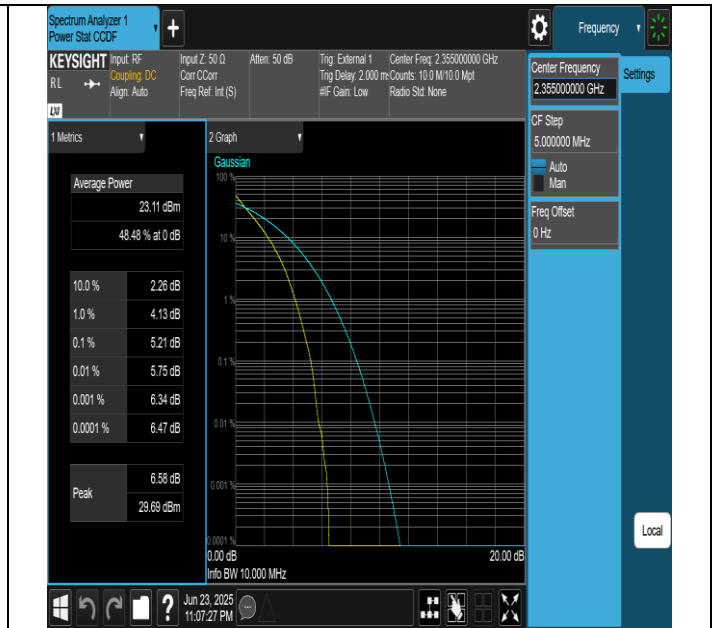 Spectrum Analyzer 1
Power Stat CCDF
+
Frequency
KEYSIGHT
RL
LXI
Input: RF
Coupling: DC
Align: Auto
Input Z: 50 Ω
Corr CCorr
Freq Ref: Int (S)
Atten: 50 dB
Trig: External 1
Trig Delay: 2.000 ms
#IF Gain: Low
Center Freq: 2.355000000 GHz
Counts: 10.0 M/10.0 Mpt
Radio Std: None
Center Frequency
2.355000000 GHz
Settings
CF Step
5.000000 MHz
Auto
Man
Freq Offset
0 Hz
1 Metrics
Average Power
23.11 dBm
48.48 % at 0 dB
10.0 % 2.26 dB
1.0 % 4.13 dB
0.1 % 5.21 dB
0.01 % 5.75 dB
0.001 % 6.34 dB
0.0001 % 6.47 dB
Peak
6.58 dB
29.69 dBm
2 Graph
Gaussian
100 %
10 %
1 %
0.1 %
0.01 %
0.001 %
0.0001 %
0.00 dB 20.00 dB
Info BW 10.000 MHz
Local
?
Jun 23, 2025
11:07:27 PM